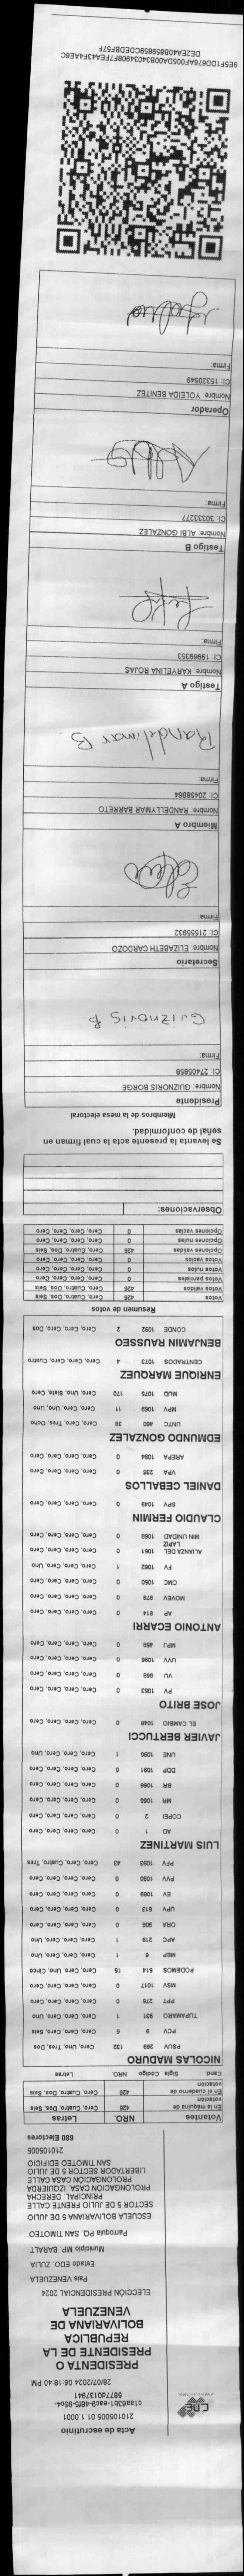 Acta de escrutinio
210105005.01.1.0001
58770137941
28/07/2024 06:18:40 PM
CNE
PRESIDENTA O
PRESIDENTE DE LA
REPUBLICA
BOLIVARIANA DE
VENEZUELA
ELECCIÓN PRESIDENCIAL 2024
País VENEZUELA
Estado EDO. ZULIA
Municipio MP. BARALT
Parroquia PQ. SAN TIMOTEO
ESCUELA BOLIVARIANA 5 DE JULIO
SECTOR 5 DE JULIO FRENTE CALLE
PRINCIPAL. DERECHA
PROLONGACIÓN CASA. IZQUIERDA
PROLONGACIÓN CASA CALLE
LIBERTADOR SECTOR 5 DE JULIO
SAN TIMOTEO EDIFICIO
210105005
680 Electores
Votantes NRO. Letras
En la máquina de votación 426 Cero, Cuatro, Dos, Seis
En el cuaderno de votación 426 Cero, Cuatro, Dos, Seis
Cand. Sigla Código NRO. Letras
NICOLAS MADURO
PSUV 269 132 Cero, Uno, Tres, Dos
PCV 9 6 Cero, Cero, Cero, Seis
TUPAMARO 931 1 Cero, Cero, Cero, Uno
PPT 276 0 Cero, Cero, Cero, Cero
MSV 1017 0 Cero, Cero, Cero, Cero
PODEMOS 514 15 Cero, Cero, Uno, Cinco
MEP 6 1 Cero, Cero, Cero, Uno
APC 219 1 Cero, Cero, Cero, Uno
ORA 906 0 Cero, Cero, Cero, Cero
UPV 613 0 Cero, Cero, Cero, Cero
EV 1089 0 Cero, Cero, Cero, Cero
PVV 1090 0 Cero, Cero, Cero, Cero
PFV 1093 43 Cero, Cero, Cuatro, Tres
LUIS MARTINEZ
AD 1 0 Cero, Cero, Cero, Cero
COPEI 2 0 Cero, Cero, Cero, Cero
MR 1065 0 Cero, Cero, Cero, Cero
BR 1066 0 Cero, Cero, Cero, Cero
DDP 1091 0 Cero, Cero, Cero, Cero
UNE 1095 1 Cero, Cero, Cero, Uno
JAVIER BERTUCCI
EL CAMBIO 1048 0 Cero, Cero, Cero, Cero
JOSE BRITO
PV 1053 0 Cero, Cero, Cero, Cero
VU 868 0 Cero, Cero, Cero, Cero
UVV 1096 0 Cero, Cero, Cero, Cero
MPJ 468 0 Cero, Cero, Cero, Cero
ANTONIO ECARRI
AP 814 0 Cero, Cero, Cero, Cero
MOVEV 878 0 Cero, Cero, Cero, Cero
CMC 1050 0 Cero, Cero, Cero, Cero
FV 1062 1 Cero, Cero, Cero, Uno
ALIANZA DEL LAPIZ 1061 0 Cero, Cero, Cero, Cero
MIN UNIDAD 1068 0 Cero, Cero, Cero, Cero
CLAUDIO FERMIN
SPV 1049 0 Cero, Cero, Cero, Cero
DANIEL CEBALLOS
VPA 236 0 Cero, Cero, Cero, Cero
AREPA 1094 0 Cero, Cero, Cero, Cero
EDMUNDO GONZALEZ
UNTC 460 38 Cero, Cero, Tres, Ocho
MPV 1069 11 Cero, Cero, Uno, Uno
MUD 1075 170 Cero, Uno, Siete, Cero
ENRIQUE MARQUEZ
CENTRADOS 1073 4 Cero, Cero, Cero, Cuatro
BENJAMIN RAUSSEO
CONDE 1092 2 Cero, Cero, Cero, Dos
Resumen de votos
Votos 426 Cero, Cuatro, Dos, Seis
Votos válidos 426 Cero, Cuatro, Dos, Seis
Votos parciales 0 Cero, Cero, Cero, Cero
Votos nulos 0 Cero, Cero, Cero, Cero
Votos vacíos 0 Cero, Cero, Cero, Cero
Opciones válidas 426 Cero, Cuatro, Dos, Seis
Opciones nulas 0 Cero, Cero, Cero, Cero
Opciones vacías 0 Cero, Cero, Cero, Cero
Observaciones:
Se levanta la presente acta la cual firman en
señal de conformidad.
Miembros de la mesa electoral
Presidente
Nombre: GUIZNORIS BORGE
CI: 27405858
Firma:
Guiznoris B
Secretario
Nombre: ELIZABETH CARDOZO
CI: 2155932
Firma:
Miembro A
Nombre: RANDELLYMAR BARRETO
CI: 20458864
Firma:
Randelimar B.
Testigo A
Nombre: KARVELINA ROJAS
CI: 19969353
Firma:
Testigo B
Nombre: ALBI GONZALEZ
CI: 30333277
Firma:
Operador
Nombre: YOLEIDA BENITEZ
CI: 15320549
Firma: